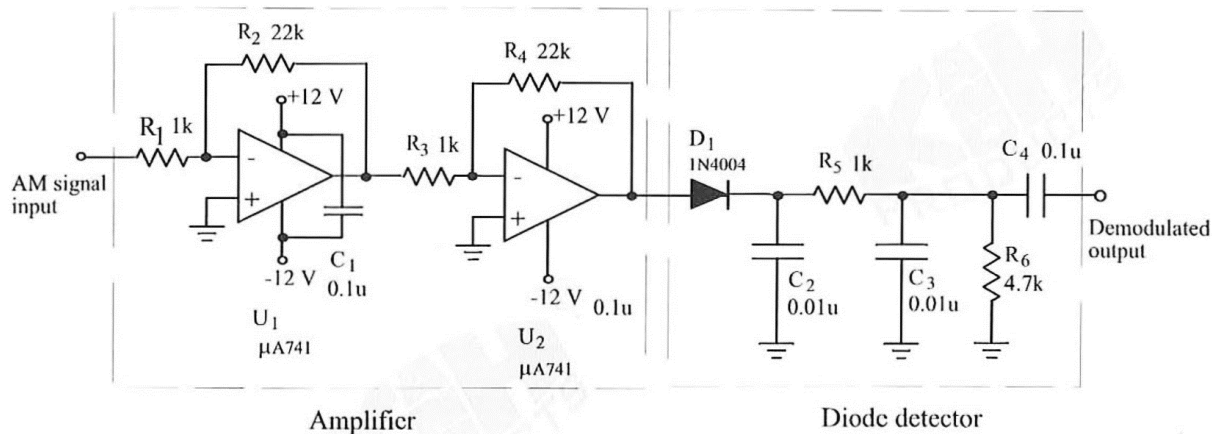 R2 22k
+12 V
R1 1k
-
+
AM signal
input
-12 V
C1
0.1u
U1
μA741
R3 1k
R4 22k
+12 V
-
+
-12 V 0.1u
U2
μA741
D1
1N4004
R5 1k
C4 0.1u
Demodulated
output
C2
0.01u
C3
0.01u
R6
4.7k
Amplifier
Diode detector